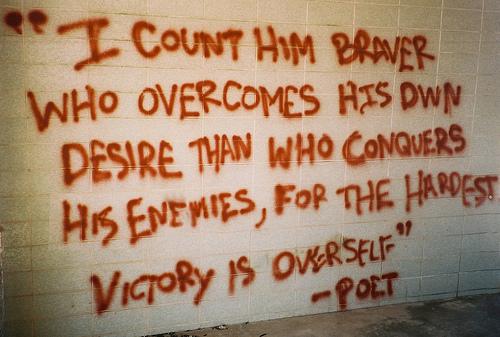 "I COUNT HIM BRAVER
WHO OVERCOMES HIS OWN
DESIRE THAN WHO CONQUERS
HIS ENEMIES, FOR THE HARDEST
VICTORY IS OVERSELF"
-POET